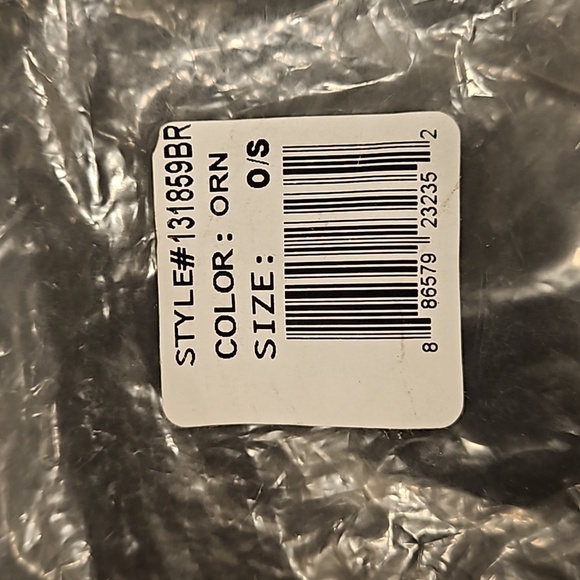 STYLE#131859BR
COLOR: ORN
SIZE: O/S
8 86579 23235 2